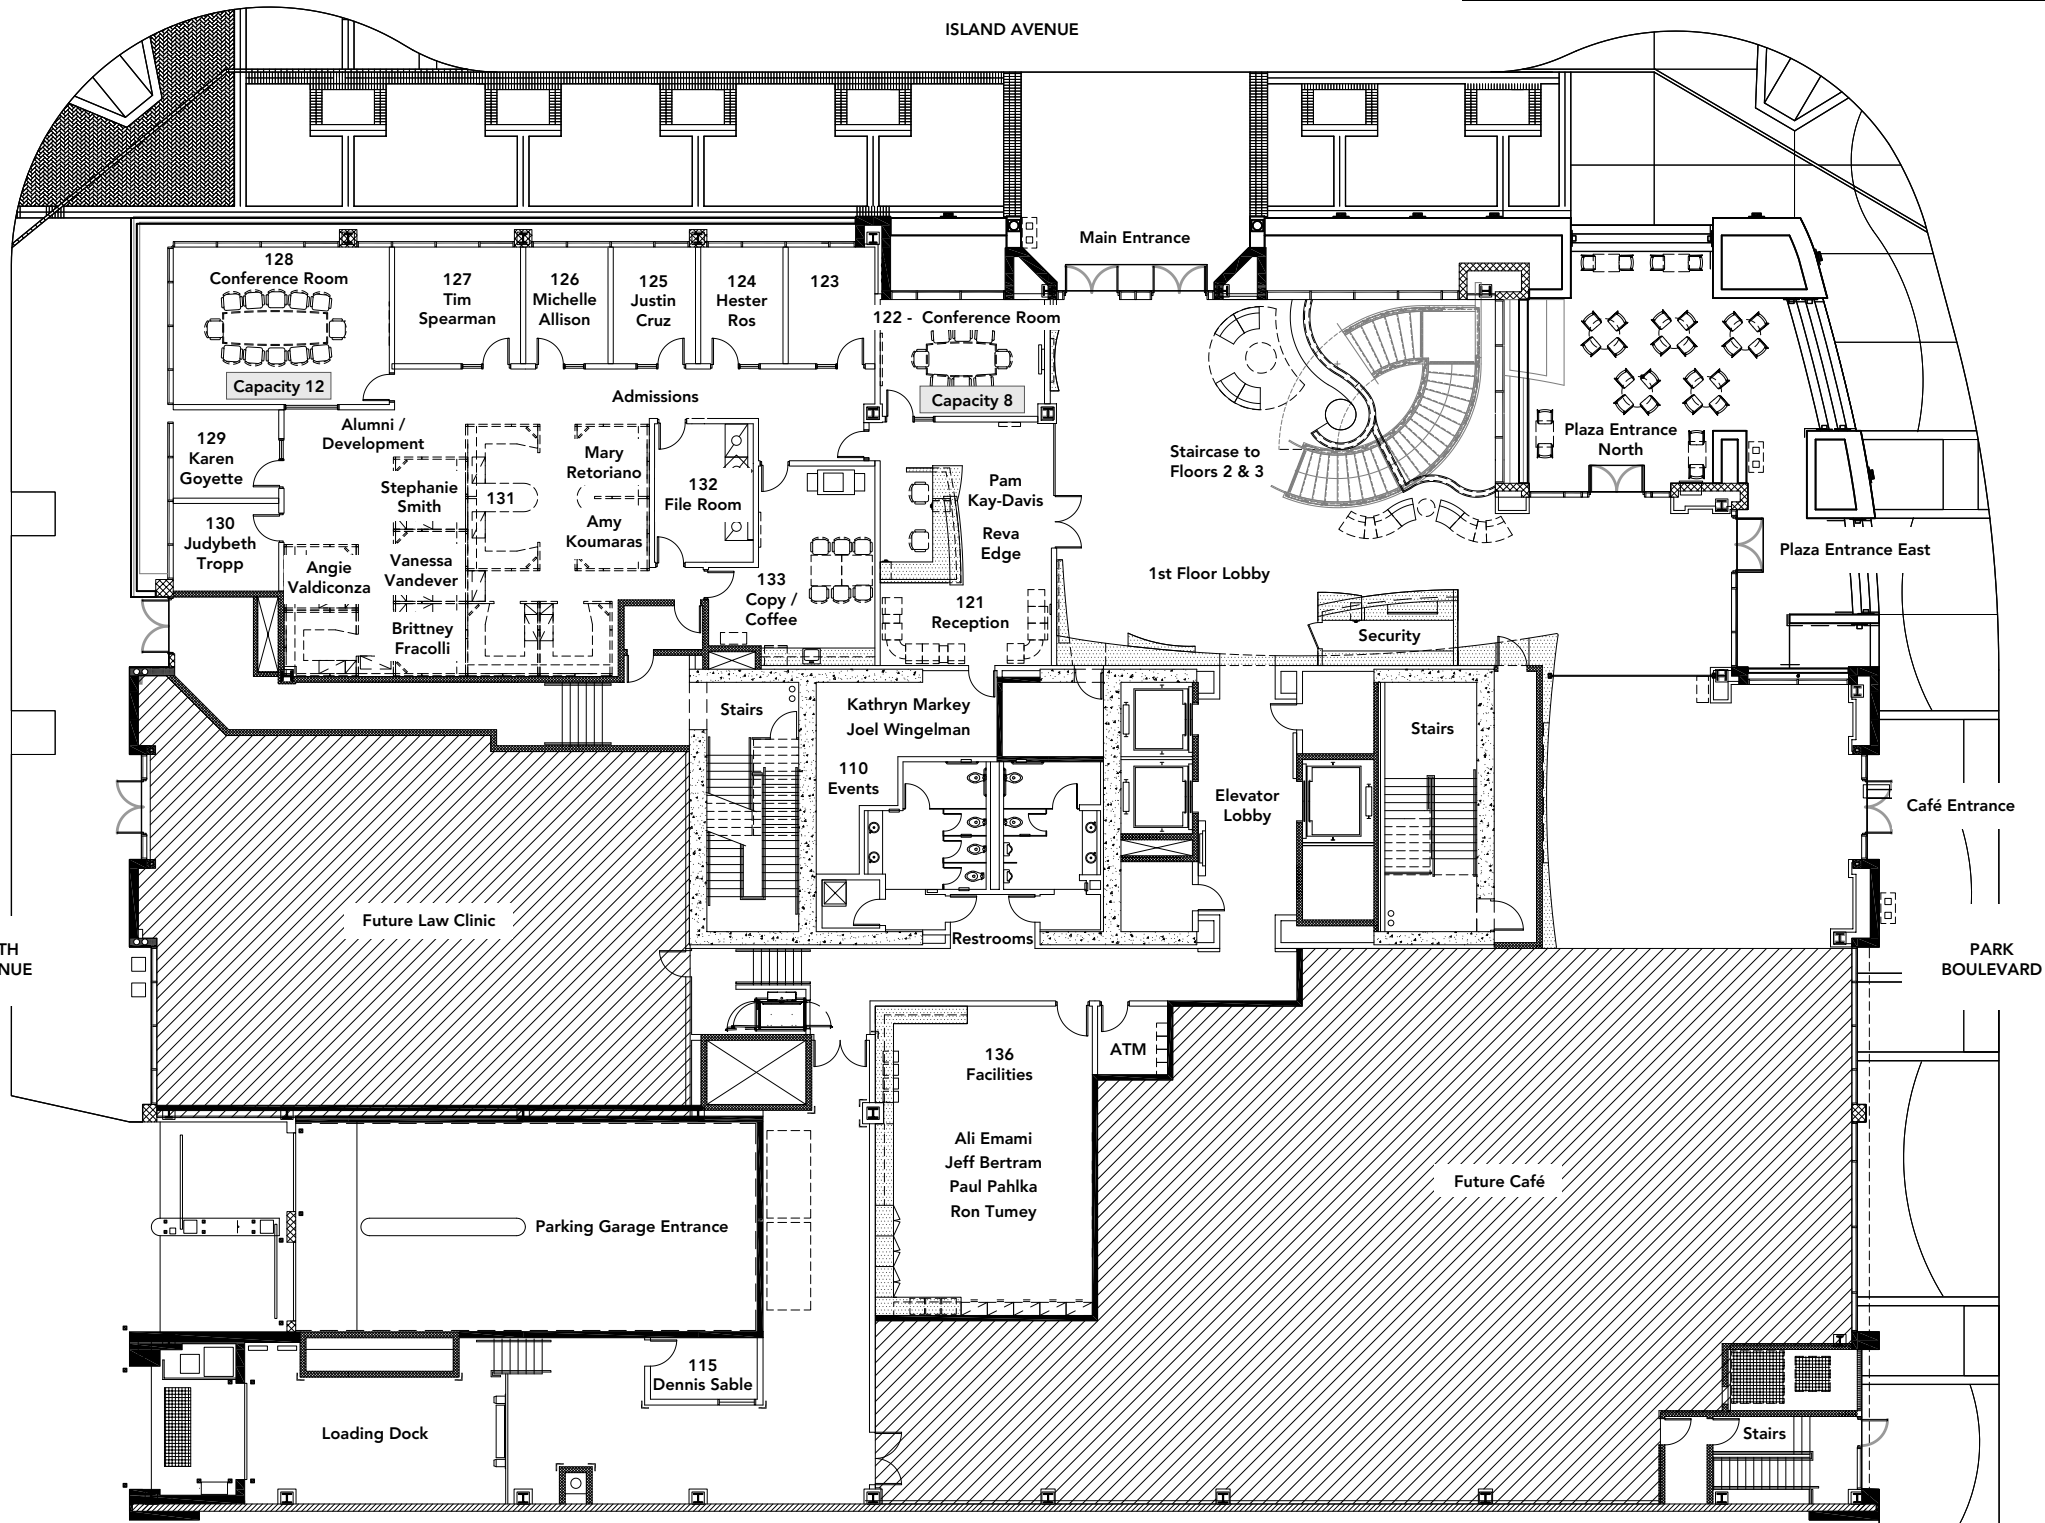 ISLAND AVENUE
Main Entrance
128
Conference Room
Capacity 12
127
Tim
Spearman
126
Michelle
Allison
125
Justin
Cruz
124
Hester
Ros
123
122 - Conference Room
Capacity 8
Admissions
Alumni /
Development
129
Karen
Goyette
130
Judybeth
Tropp
Stephanie
Smith
131
Mary
Retoriano
Amy
Koumaras
132
File Room
Angie
Valdiconza
Vanessa
Vandever
Brittney
Fracolli
133
Copy /
Coffee
Pam
Kay-Davis
Reva
Edge
121
Reception
Staircase to
Floors 2 & 3
1st Floor Lobby
Plaza Entrance
North
Plaza Entrance East
Security
Stairs
Kathryn Markey
Joel Wingelman
110
Events
Elevator
Lobby
Stairs
Café Entrance
Future Law Clinic
Restrooms
TH
NUE
PARK
BOULEVARD
136
Facilities
ATM
Ali Emami
Jeff Bertram
Paul Pahlka
Ron Tumey
Future Café
Parking Garage Entrance
115
Dennis Sable
Loading Dock
Stairs